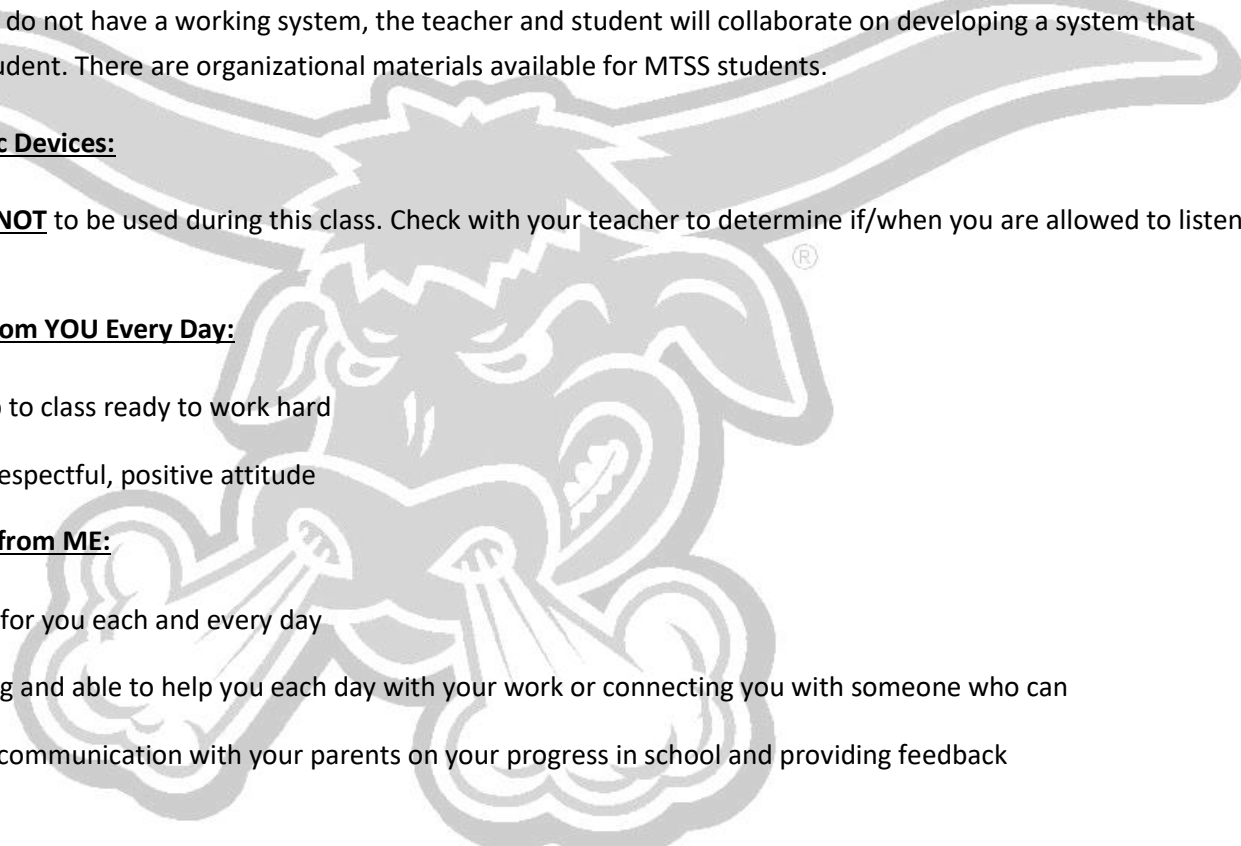 do not have a working system, the teacher and student will collaborate on developing a system that
udent. There are organizational materials available for MTSS students.
c Devices:
NOT to be used during this class. Check with your teacher to determine if/when you are allowed to listen
om YOU Every Day:
to class ready to work hard
espectful, positive attitude
from ME:
for you each and every day
g and able to help you each day with your work or connecting you with someone who can
communication with your parents on your progress in school and providing feedback
®